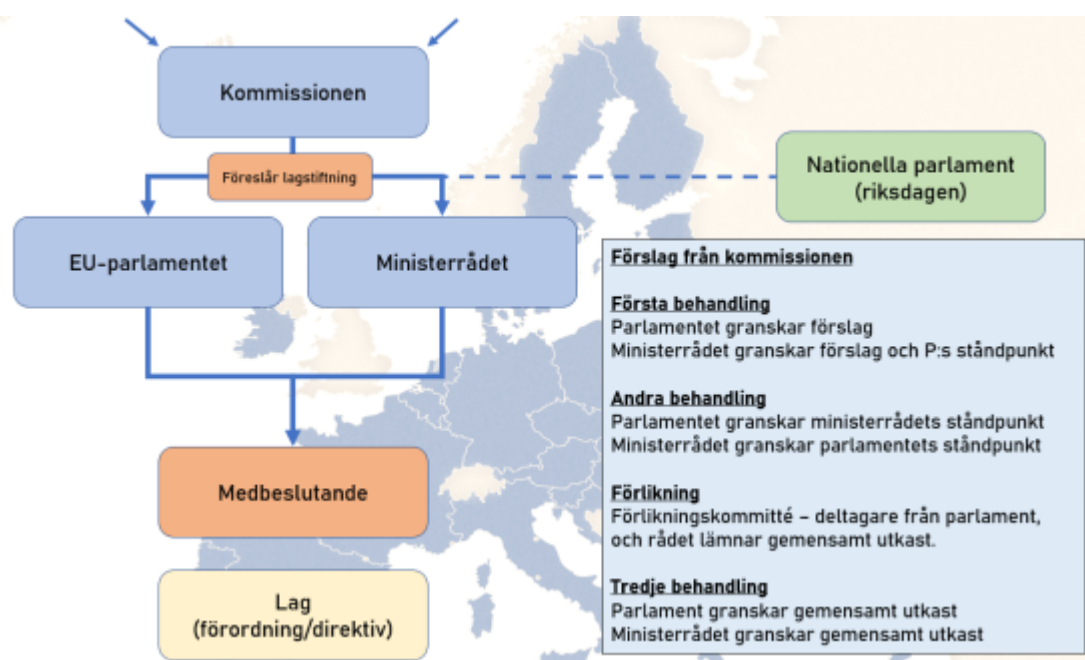 Kommissionen
Föreslår lagstiftning
Nationella parlament
(riksdagen)
EU-parlamentet
Ministerrådet
Medbeslutande
Lag
(förordning/direktiv)
Förslag från kommissionen
Första behandling
Parlamentet granskar förslag
Ministerrådet granskar förslag och P:s ståndpunkt
Andra behandling
Parlamentet granskar ministerrådets ståndpunkt
Ministerrådet granskar parlamentets ståndpunkt
Förlikning
Förlikningskommitté – deltagare från parlament,
och rådet lämnar gemensamt utkast.
Tredje behandling
Parlament granskar gemensamt utkast
Ministerrådet granskar gemensamt utkast